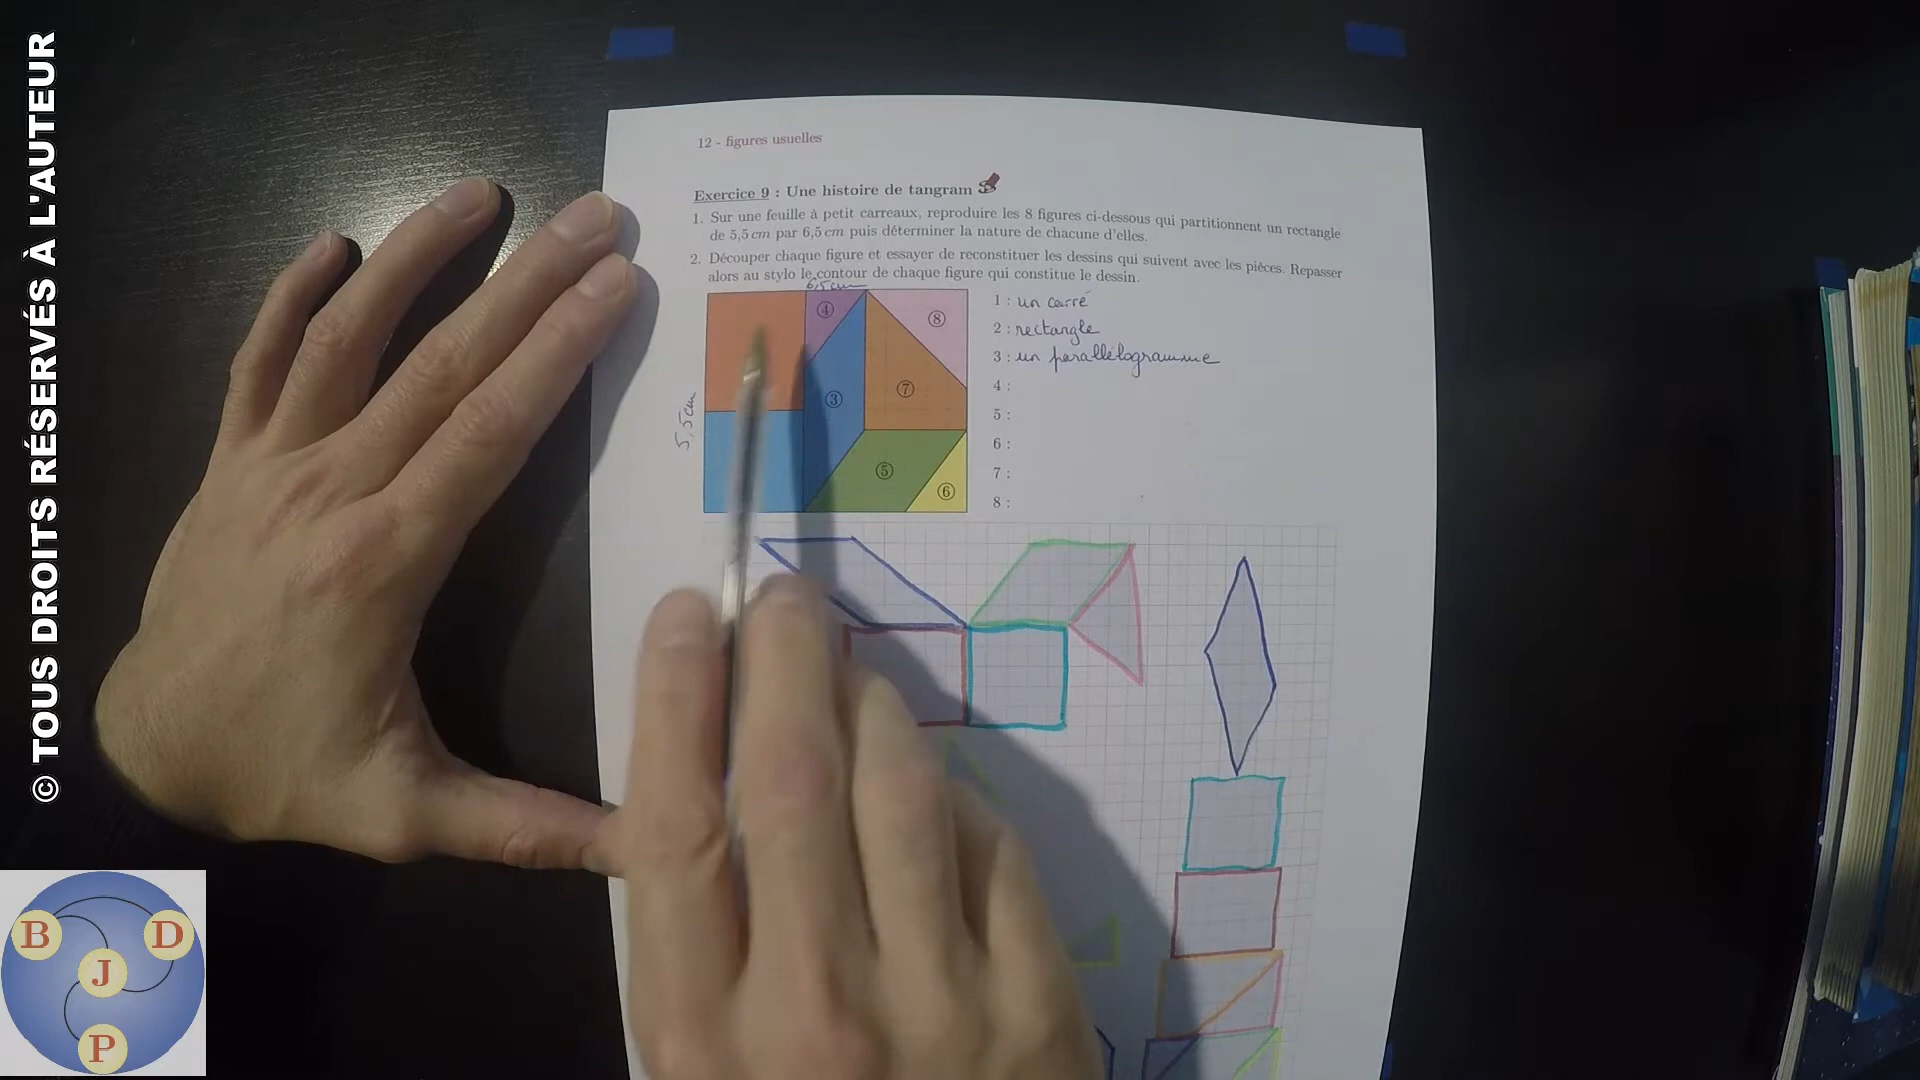 © TOUS DROITS RÉSERVÉS À L'AUTEUR
12 - figures usuelles
Exercice 9 : Une histoire de tangram
1. Sur une feuille à petit carreaux, reproduire les 8 figures ci-dessous qui partitionnent un rectangle
de 5,5 cm par 6,5 cm puis déterminer la nature de chacune d'elles.
2. Découper chaque figure et essayer de reconstituer les dessins qui suivent avec les pièces. Repasser
alors au stylo le contour de chaque figure qui constitue le dessin.
6,5cm
5,5cm
4
8
3
7
5
6
1 : un carré
2 : rectangle
3 : un parallélogramme
4 :
5 :
6 :
7 :
8 :
B D
J
P